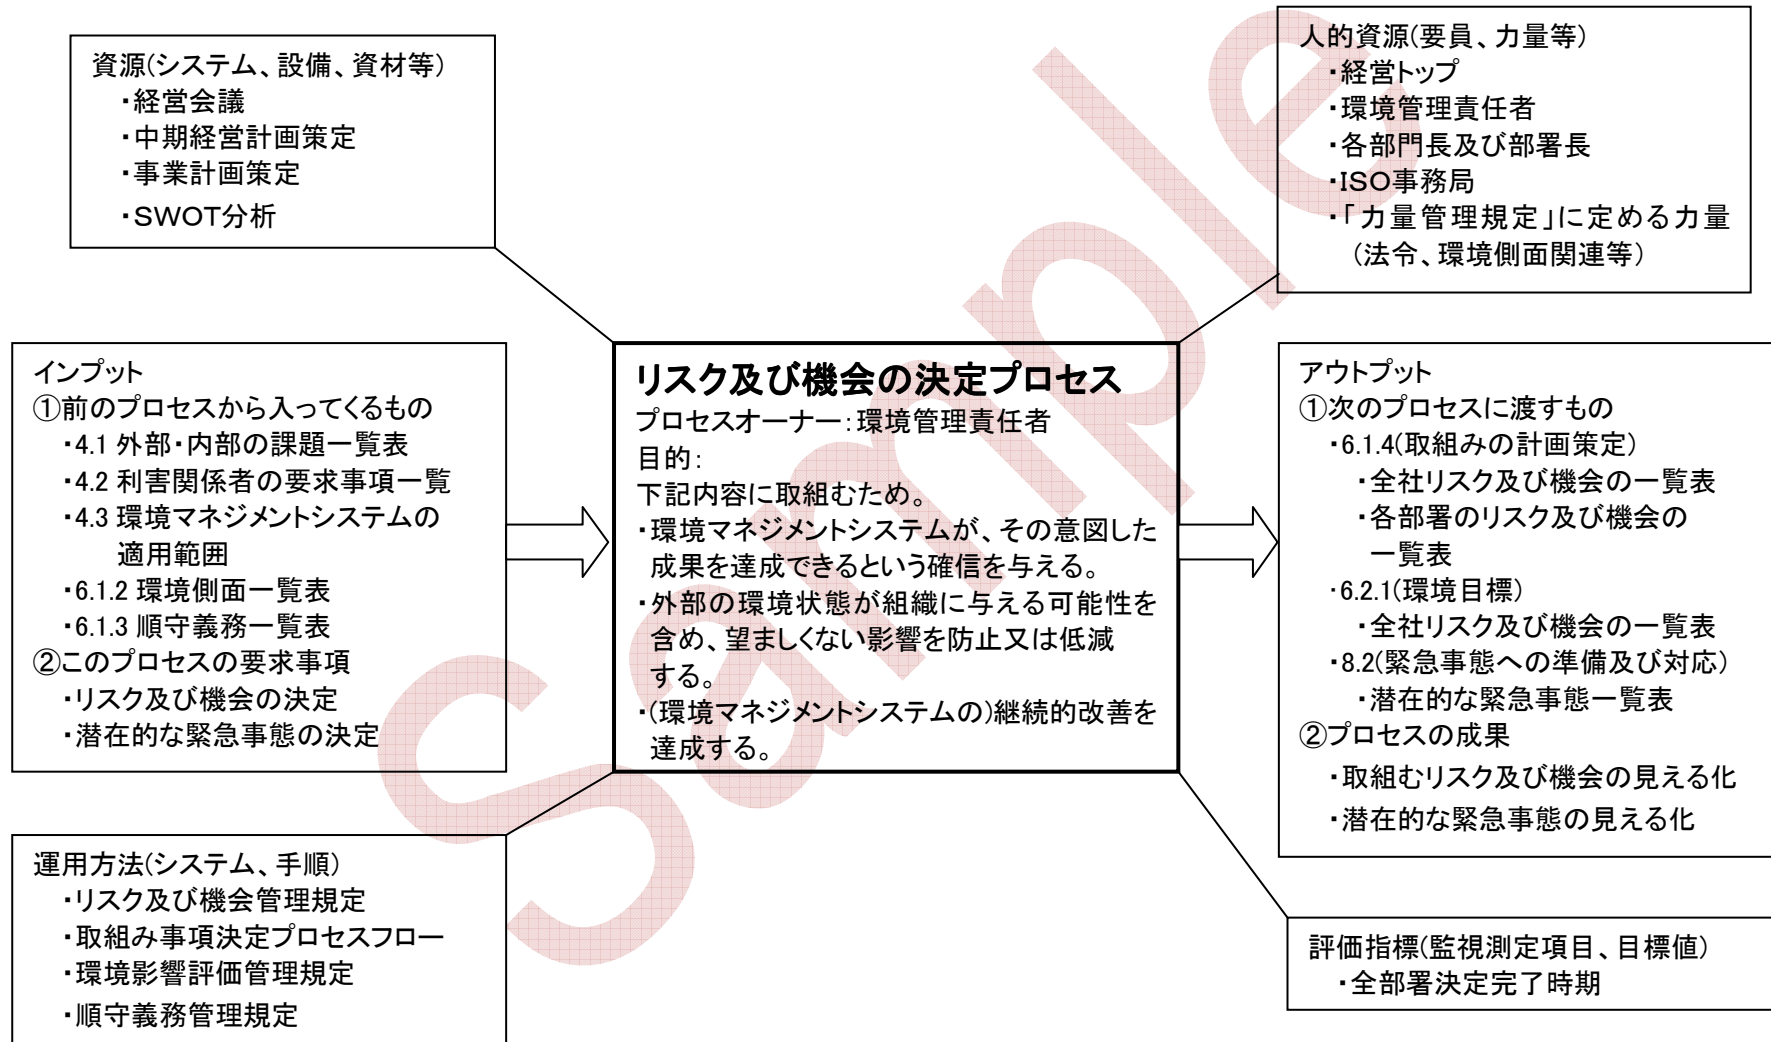 資源(システム、設備、資材等)
・経営会議
・中期経営計画策定
・事業計画策定
・SWOT分析
人的資源(要員、力量等)
・経営トップ
・環境管理責任者
・各部門長及び部署長
・ISO事務局
・「力量管理規定」に定める力量
(法令、環境側面関連等)
インプット
①前のプロセスから入ってくるもの
・4.1 外部・内部の課題一覧表
・4.2 利害関係者の要求事項一覧
・4.3 環境マネジメントシステムの
適用範囲
・6.1.2 環境側面一覧表
・6.1.3 順守義務一覧表
②このプロセスの要求事項
・リスク及び機会の決定
・潜在的な緊急事態の決定
リスク及び機会の決定プロセス
プロセスオーナー：環境管理責任者
目的：
下記内容に取組むため。
・環境マネジメントシステムが、その意図した
成果を達成できるという確信を与える。
・外部の環境状態が組織に与える可能性を
含め、望ましくない影響を防止又は低減
する。
・(環境マネジメントシステムの)継続的改善を
達成する。
アウトプット
①次のプロセスに渡すもの
・6.1.4(取組みの計画策定)
・全社リスク及び機会の一覧表
・各部署のリスク及び機会の
一覧表
・6.2.1(環境目標)
・全社リスク及び機会の一覧表
・8.2(緊急事態への準備及び対応)
・潜在的な緊急事態一覧表
②プロセスの成果
・取組むリスク及び機会の見える化
・潜在的な緊急事態の見える化
運用方法(システム、手順)
・リスク及び機会管理規定
・取組み事項決定プロセスフロー
・環境影響評価管理規定
・順守義務管理規定
評価指標(監視測定項目、目標値)
・全部署決定完了時期
Sample